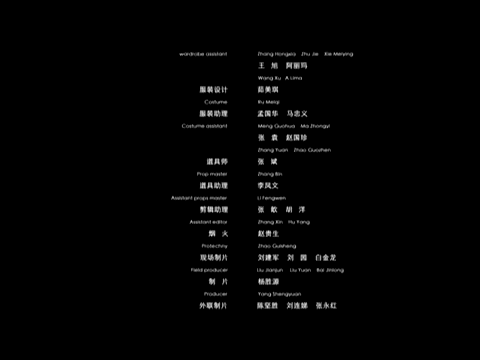 wardrobe assistant Zhang Hongxo Zhu Jie Xie Meiying
王 旭 阿丽玛
Wang Xu A Lima
服装设计 茹美琪
Costume Ru Meiqi
服装助理 孟国华 马忠义
Costume assistant Meng Guohua Ma Zhongyi
张 袁 赵国珍
Zhang Yuan Zhao Guozhen
道具师 张 斌
Prop master Zhang Bin
道具助理 李凤文
Assistant props master Li Fengwen
剪辑助理 张 歆 胡 洋
Assistant editor Zhang Xin Hu Yang
烟 火 赵贵生
Protechny Zhao Guisheng
现场制片 刘建军 刘 园 白金龙
Field producer Liu Jianjun Liu Yuan Bai Jinlong
制 片 杨胜源
Producer Yang Shengyuan
外联制片 陈坚胜 刘连娣 张永红